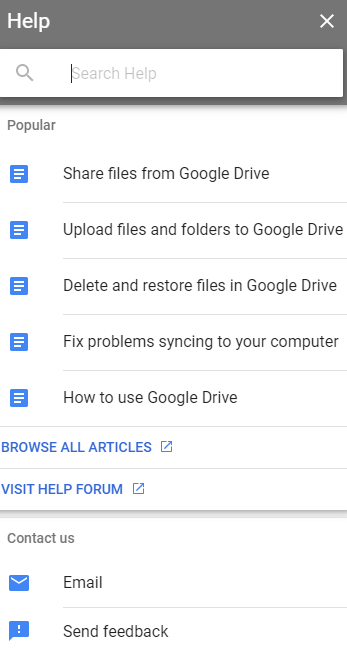 Help
Search Help
Popular
Share files from Google Drive
Upload files and folders to Google Drive
Delete and restore files in Google Drive
Fix problems syncing to your computer
How to use Google Drive
BROWSE ALL ARTICLES
VISIT HELP FORUM
Contact us
Email
Send feedback